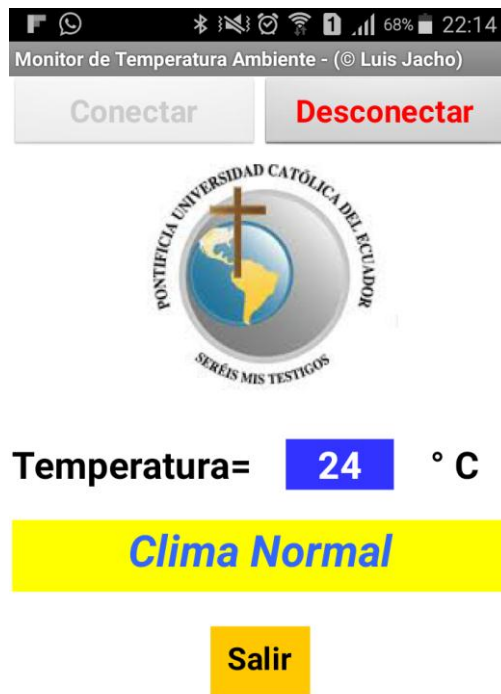 1 68% 22:14
Monitor de Temperatura Ambiente - (© Luis Jacho)
Conectar Desconectar
PONTIFICIA UNIVERSIDAD CATÓLICA DEL ECUADOR
SERÉIS MIS TESTIGOS
Temperatura= 24 ° C
Clima Normal
Salir